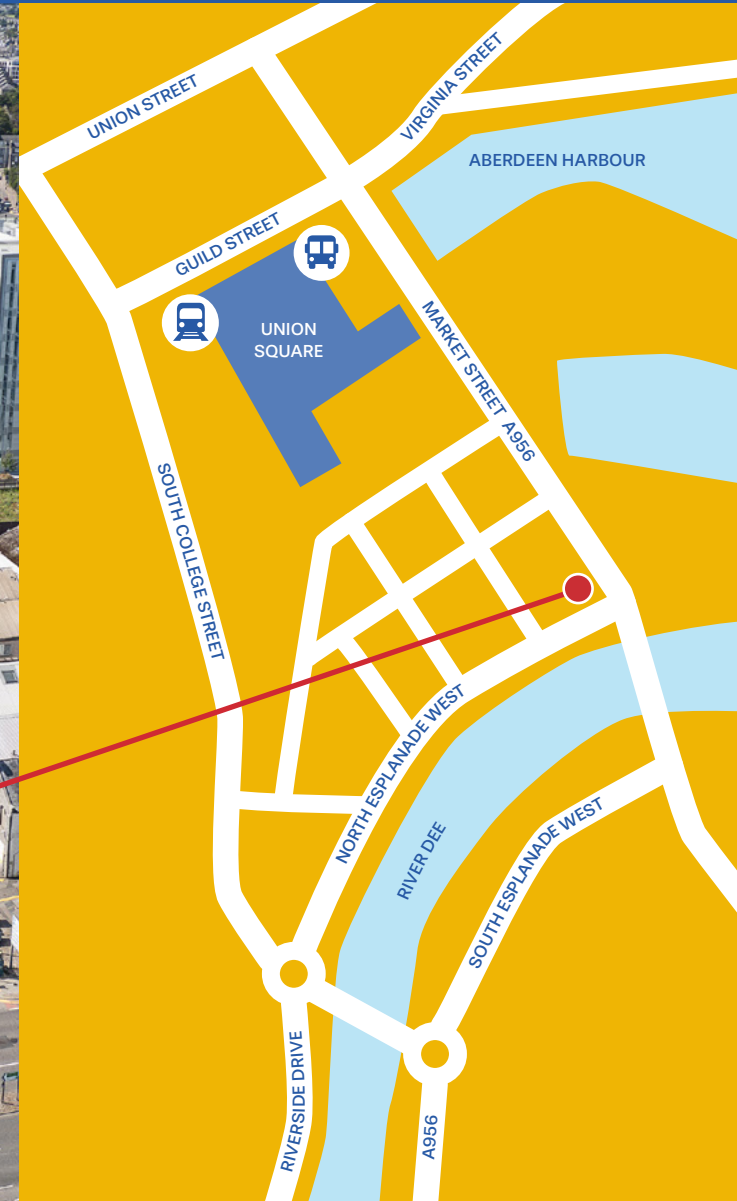 UNION STREET
VIRGINIA STREET
ABERDEEN HARBOUR
GUILD STREET
UNION
SQUARE
MARKET STREET A956
SOUTH COLLEGE STREET
NORTH ESPLANADE WEST
RIVER DEE
SOUTH ESPLANADE WEST
RIVERSIDE DRIVE
A956